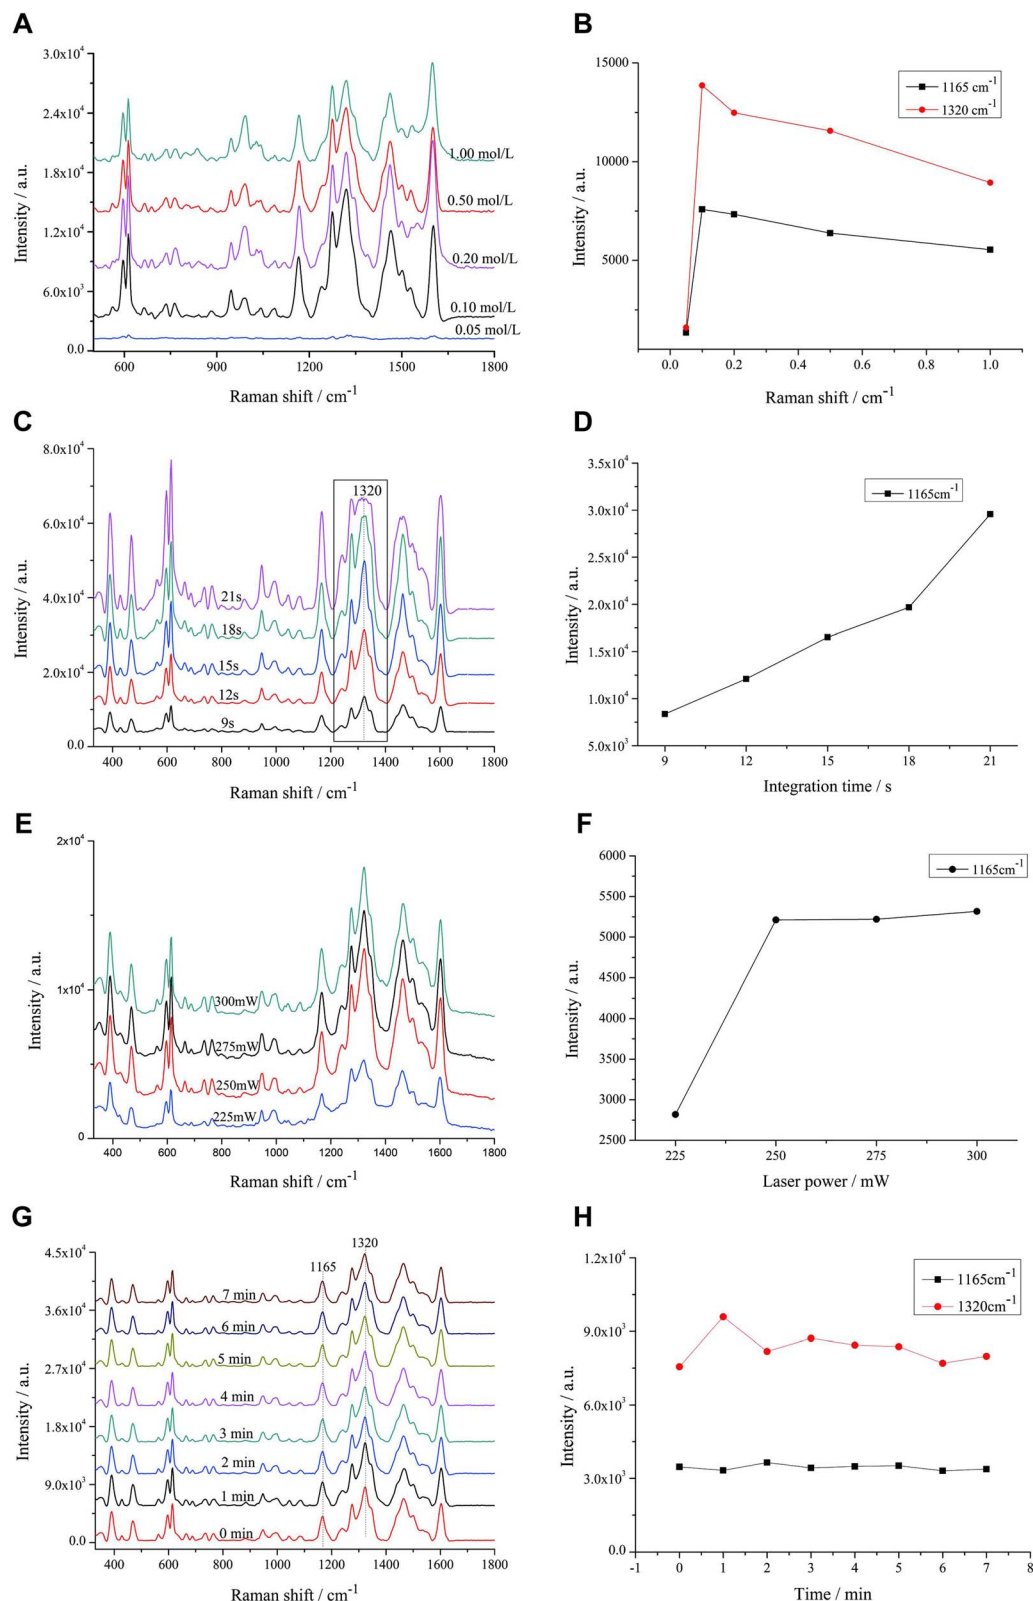 A
3.0x10⁴
2.4x10⁴
1.8x10⁴
1.2x10⁴
6.0x10³
0.0
Intensity / a.u.
1.00 mol/L
0.50 mol/L
0.20 mol/L
0.10 mol/L
0.05 mol/L
600 900 1200 1500 1800
Raman shift / cm⁻¹
B
15000
10000
5000
Intensity / a.u.
1165 cm⁻¹
1320 cm⁻¹
0.0 0.2 0.4 0.6 0.8 1.0
Raman shift / cm⁻¹
C
8.0x10⁴
6.0x10⁴
4.0x10⁴
2.0x10⁴
0.0
Intensity / a.u.
1320
21s
18s
15s
12s
9s
400 600 800 1000 1200 1400 1600 1800
Raman shift / cm⁻¹
D
3.5x10⁴
3.0x10⁴
2.5x10⁴
2.0x10⁴
1.5x10⁴
1.0x10⁴
5.0x10³
Intensity / a.u.
1165cm⁻¹
9 12 15 18 21
Integration time / s
E
2x10⁴
1x10⁴
0
Intensity / a.u.
300mW
275mW
250mW
225mW
400 600 800 1000 1200 1400 1600 1800
Raman shift / cm⁻¹
F
6000
5500
5000
4500
4000
3500
3000
2500
Intensity / a.u.
1165cm⁻¹
225 250 275 300
Laser power / mW
G
4.5x10⁴
3.6x10⁴
2.7x10⁴
1.8x10⁴
9.0x10³
0.0
Intensity / a.u.
1165
1320
7 min
6 min
5 min
4 min
3 min
2 min
1 min
0 min
400 600 800 1000 1200 1400 1600 1800
Raman shift / cm⁻¹
H
1.2x10⁴
9.0x10³
6.0x10³
3.0x10³
0.0
Intensity / a.u.
1165cm⁻¹
1320cm⁻¹
-1 0 1 2 3 4 5 6 7 8
Time / min